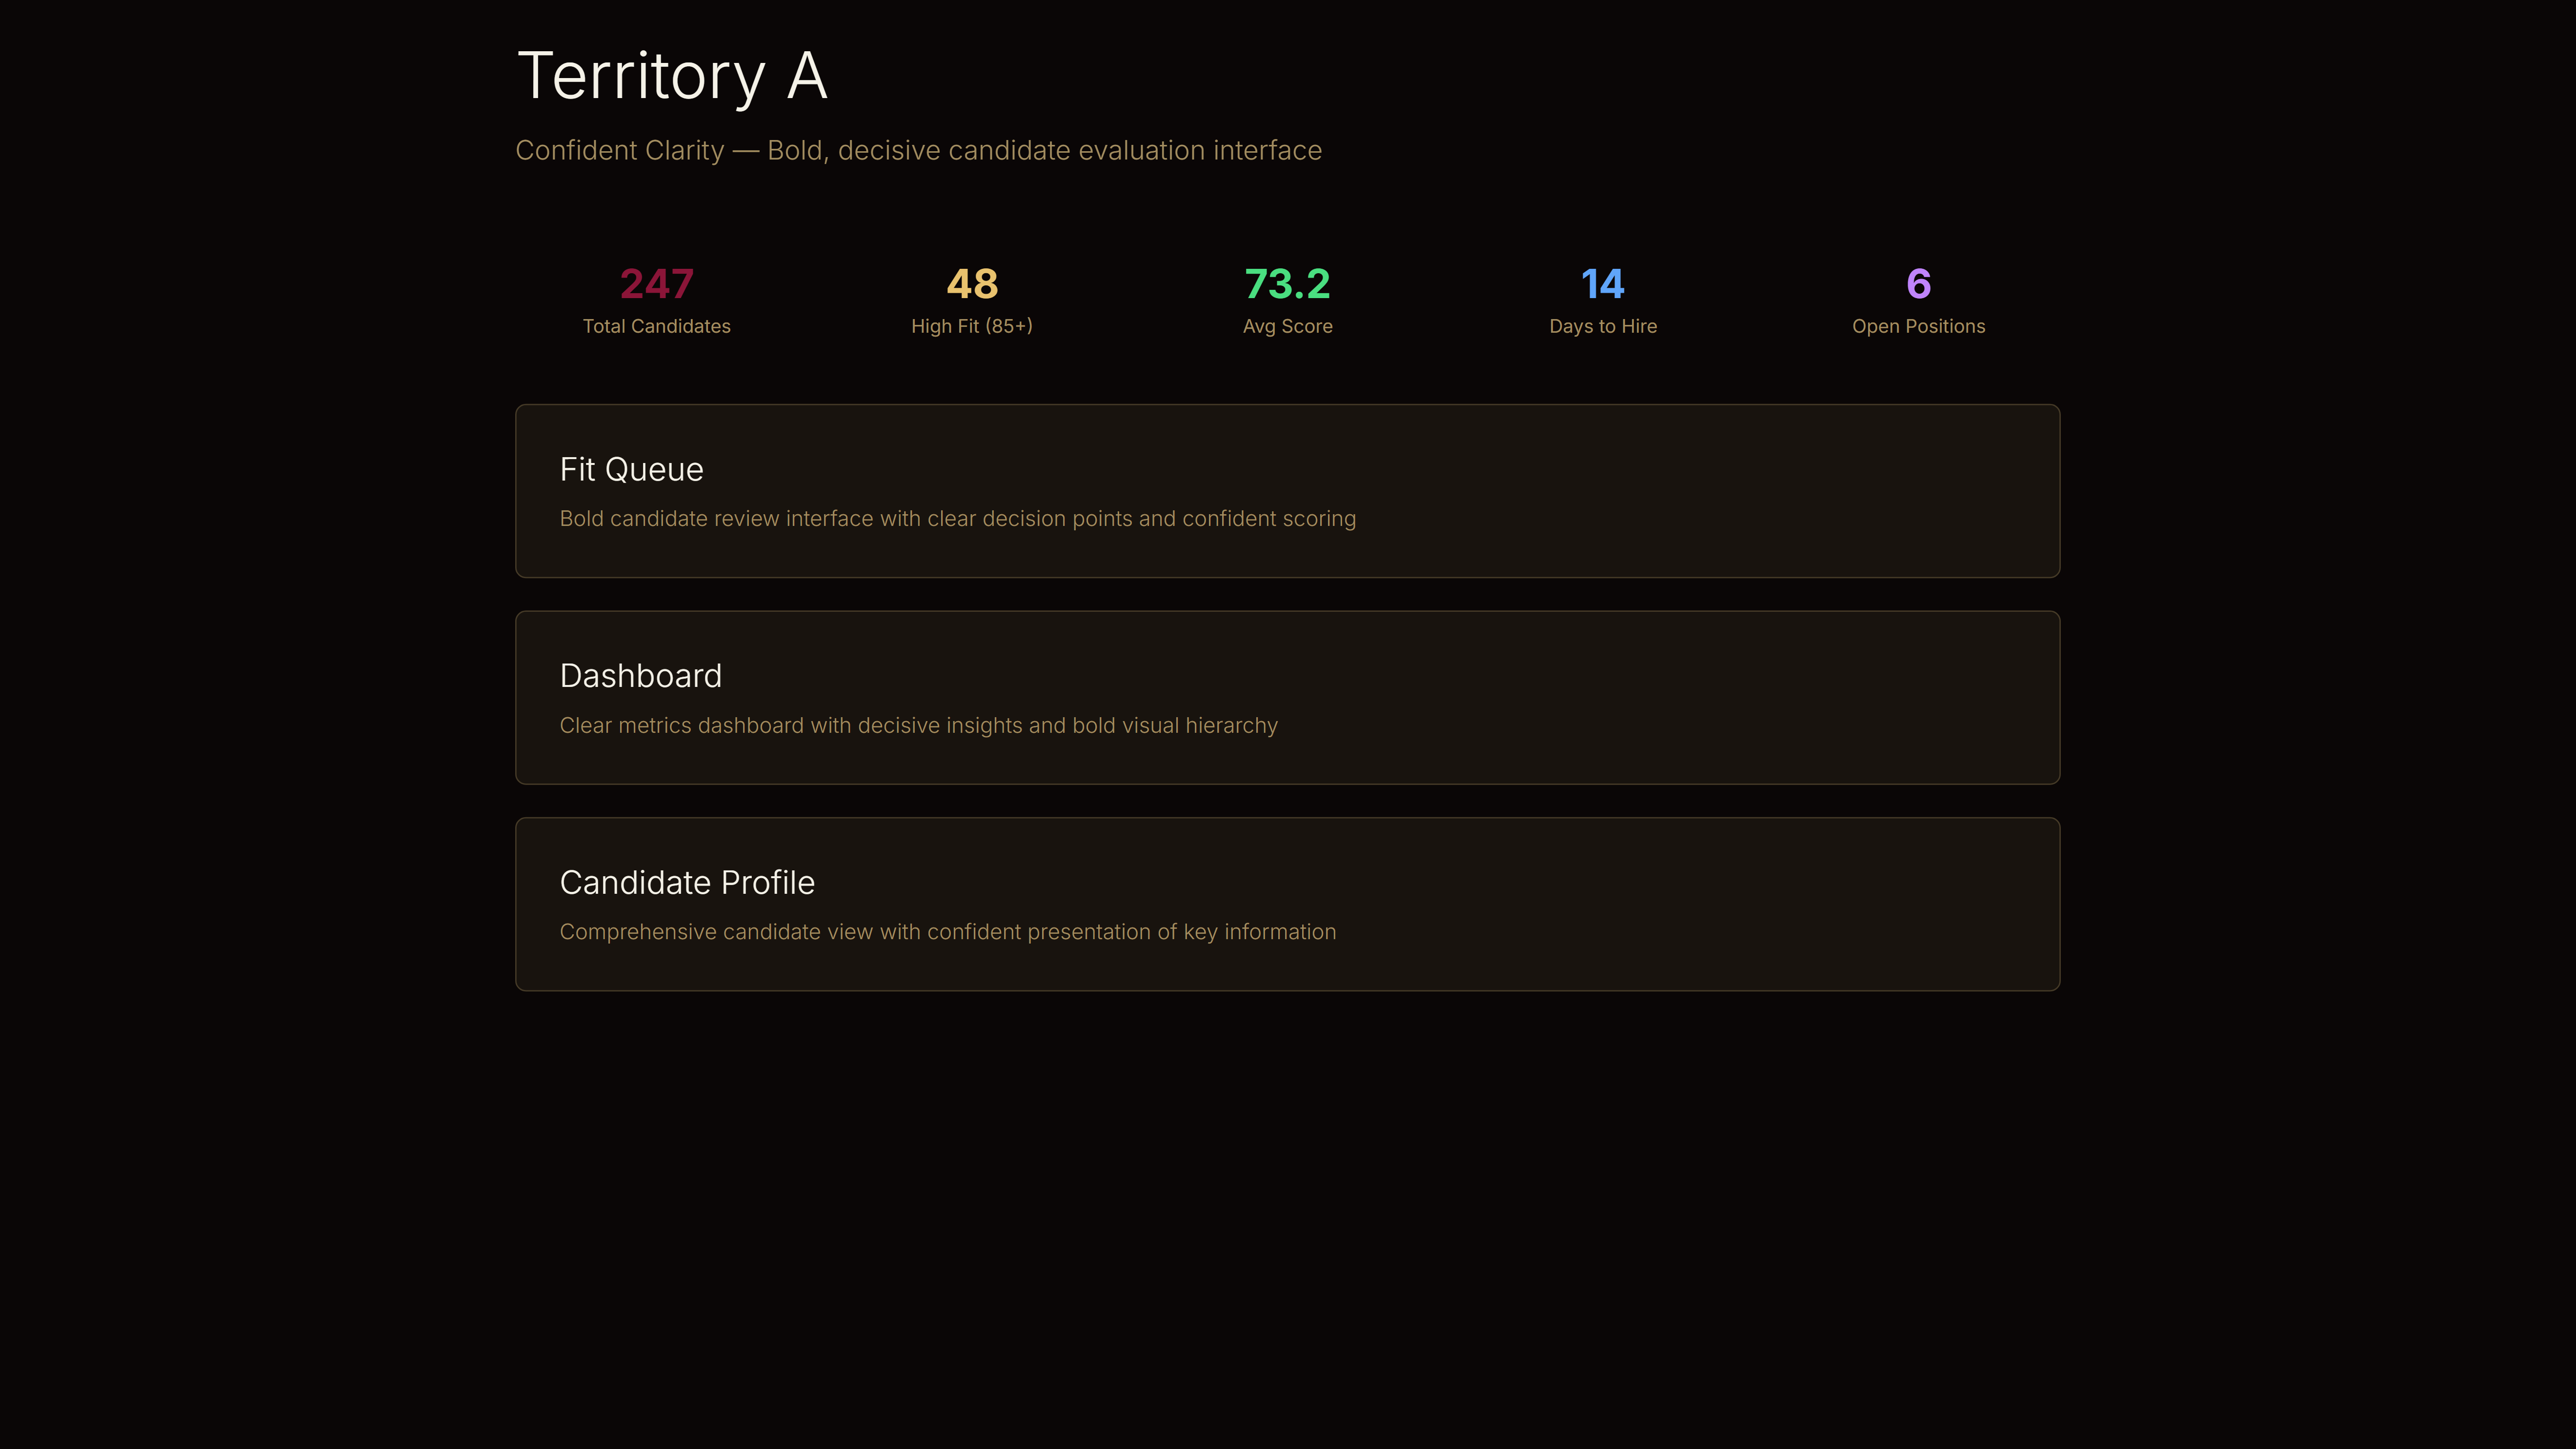 Territory A
Confident Clarity — Bold, decisive candidate evaluation interface
247
Total Candidates
48
High Fit (85+)
73.2
Avg Score
14
Days to Hire
6
Open Positions
Fit Queue
Bold candidate review interface with clear decision points and confident scoring
Dashboard
Clear metrics dashboard with decisive insights and bold visual hierarchy
Candidate Profile
Comprehensive candidate view with confident presentation of key information